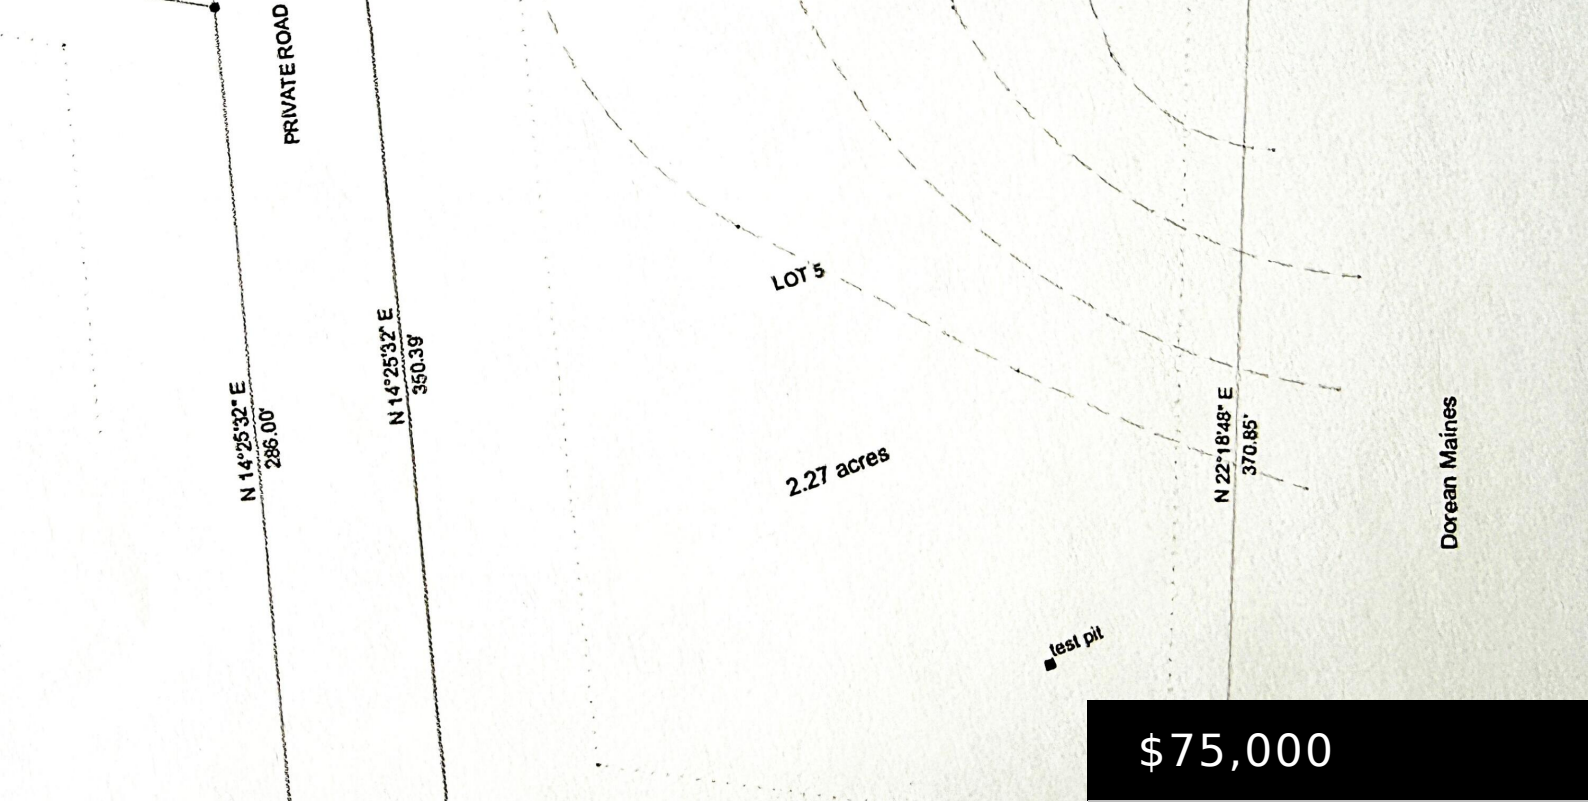 PRIVATE ROAD
N 14°25'32" E
286.00'
N 14°25'32" E
350.39'
LOT 5
2.27 acres
N 22°18'48" E
370.85'
Dorean Maines
test pit
$75,000